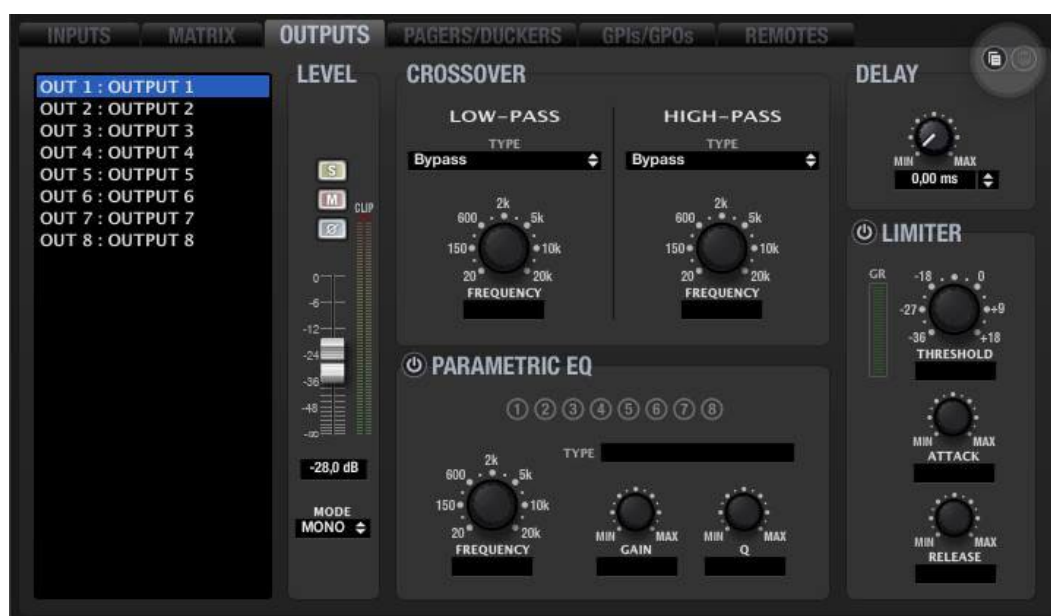 INPUTS MATRIX OUTPUTS PAGERS/DUCKERS GPIs/GPOs REMOTES
OUT 1 : OUTPUT 1
OUT 2 : OUTPUT 2
OUT 3 : OUTPUT 3
OUT 4 : OUTPUT 4
OUT 5 : OUTPUT 5
OUT 6 : OUTPUT 6
OUT 7 : OUTPUT 7
OUT 8 : OUTPUT 8
LEVEL
S
M
Ø
CLIP
0
-6
-12
-24
-36
-48
-∞
-28,0 dB
MODE
MONO
CROSSOVER
LOW-PASS
TYPE
Bypass
2k
600 5k
150 10k
20 20k
FREQUENCY
HIGH-PASS
TYPE
Bypass
2k
600 5k
150 10k
20 20k
FREQUENCY
PARAMETRIC EQ
1 2 3 4 5 6 7 8
TYPE
2k
600 5k
150 10k
20 20k
FREQUENCY
MIN MAX
GAIN
MIN MAX
Q
DELAY
MIN MAX
0,00 ms
LIMITER
GR
-18 0
-27 +9
-36 +18
THRESHOLD
MIN MAX
ATTACK
MIN MAX
RELEASE